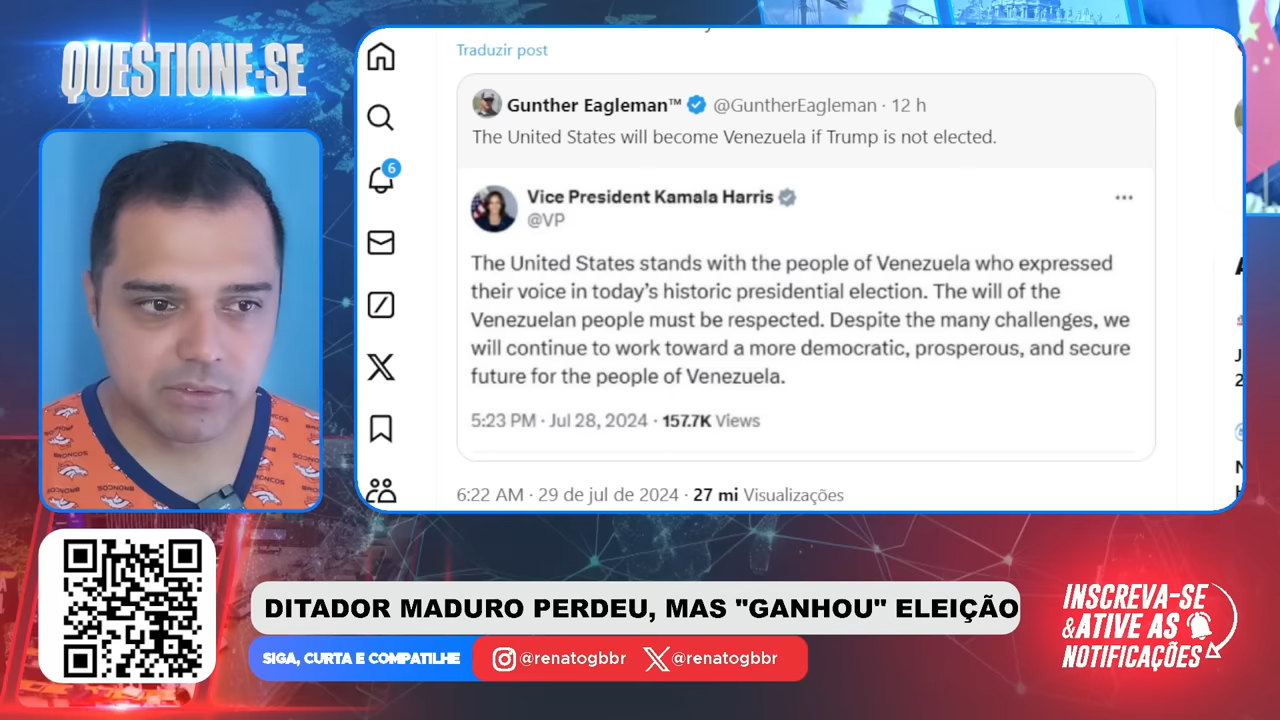 QUESTIONE-SE
Traduzir post
Gunther Eagleman™ @GuntherEagleman · 12 h
The United States will become Venezuela if Trump is not elected.
Vice President Kamala Harris
@VP
The United States stands with the people of Venezuela who expressed
their voice in today's historic presidential election. The will of the
Venezuelan people must be respected. Despite the many challenges, we
will continue to work toward a more democratic, prosperous, and secure
future for the people of Venezuela.
5:23 PM · Jul 28, 2024 · 157.7K Views
6:22 AM · 29 de jul de 2024 · 27 mi Visualizações
6
BRONCOS
BRONCOS
DITADOR MADURO PERDEU, MAS "GANHOU" ELEIÇÃO
SIGA, CURTA E COMPATILHE
@renatogbbr
@renatogbbr
INSCREVA-SE
&ATIVE AS
NOTIFICAÇÕES